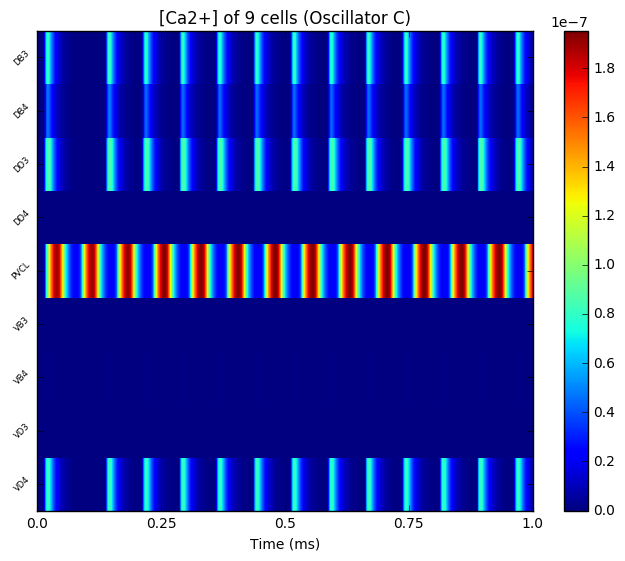 [Ca2+] of 9 cells (Oscillator C)
1e−7
DB3
DB4
DD3
DD4
PVCL
VB3
VB4
VD3
VD4
0.0 0.25 0.5 0.75 1.0
Time (ms)
1.8
1.6
1.4
1.2
1.0
0.8
0.6
0.4
0.2
0.0